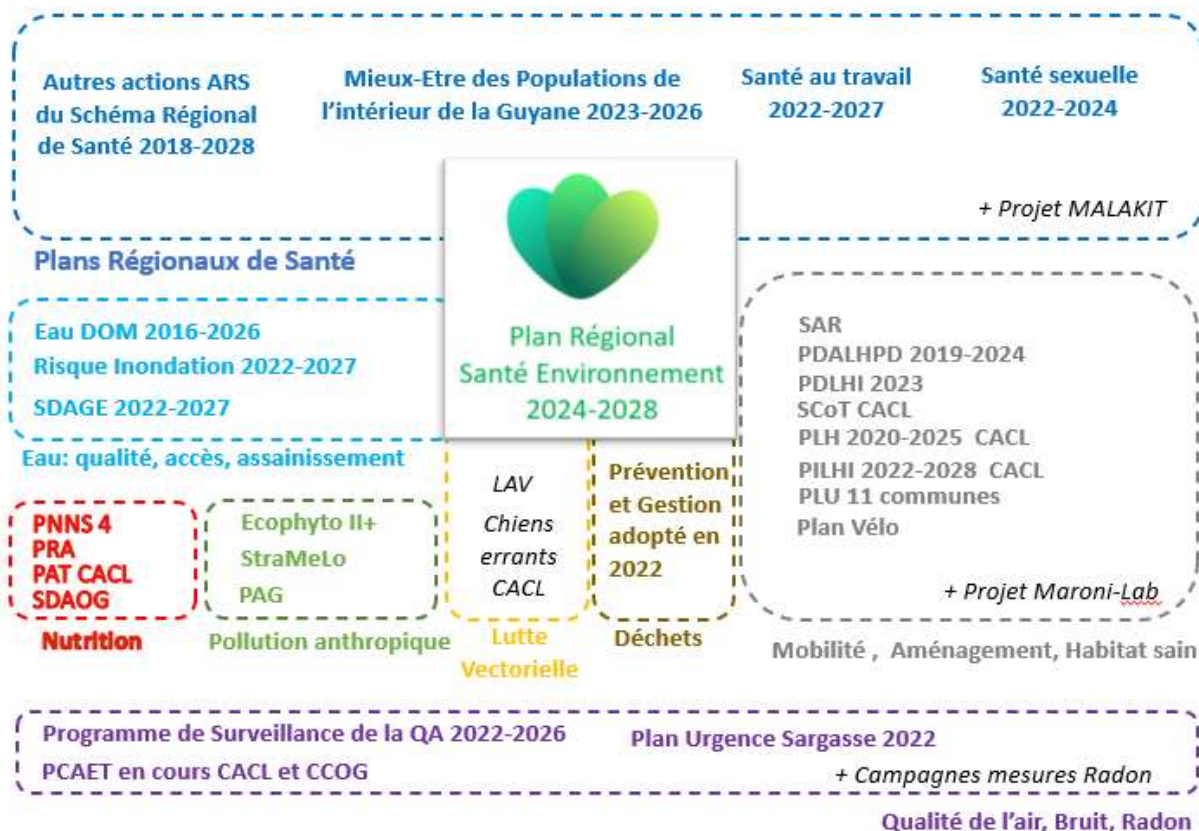 Autres actions ARS
du Schéma Régional
de Santé 2018-2028
Mieux-Etre des Populations de
l'intérieur de la Guyane 2023-2026
Santé au travail
2022-2027
Santé sexuelle
2022-2024
+ Projet MALAKIT
Plans Régionaux de Santé
Plan Régional
Santé Environnement
2024-2028
Eau DOM 2016-2026
Risque Inondation 2022-2027
SDAGE 2022-2027
Eau: qualité, accès, assainissement
SAR
PDALHPD 2019-2024
PDLHI 2023
SCoT CACL
PLH 2020-2025 CACL
PILHI 2022-2028 CACL
PLU 11 communes
Plan Vélo
+ Projet Maroni-Lab
Mobilité , Aménagement, Habitat sain
PNNS 4
PRA
PAT CACL
SDAOG
Nutrition
Ecophyto II+
StraMeLo
PAG
Pollution anthropique
LAV
Chiens
errants
CACL
Lutte
Vectorielle
Prévention
et Gestion
adopté en
2022
Déchets
Programme de Surveillance de la QA 2022-2026
Plan Urgence Sargasse 2022
PCAET en cours CACL et CCOG
+ Campagnes mesures Radon
Qualité de l'air, Bruit, Radon